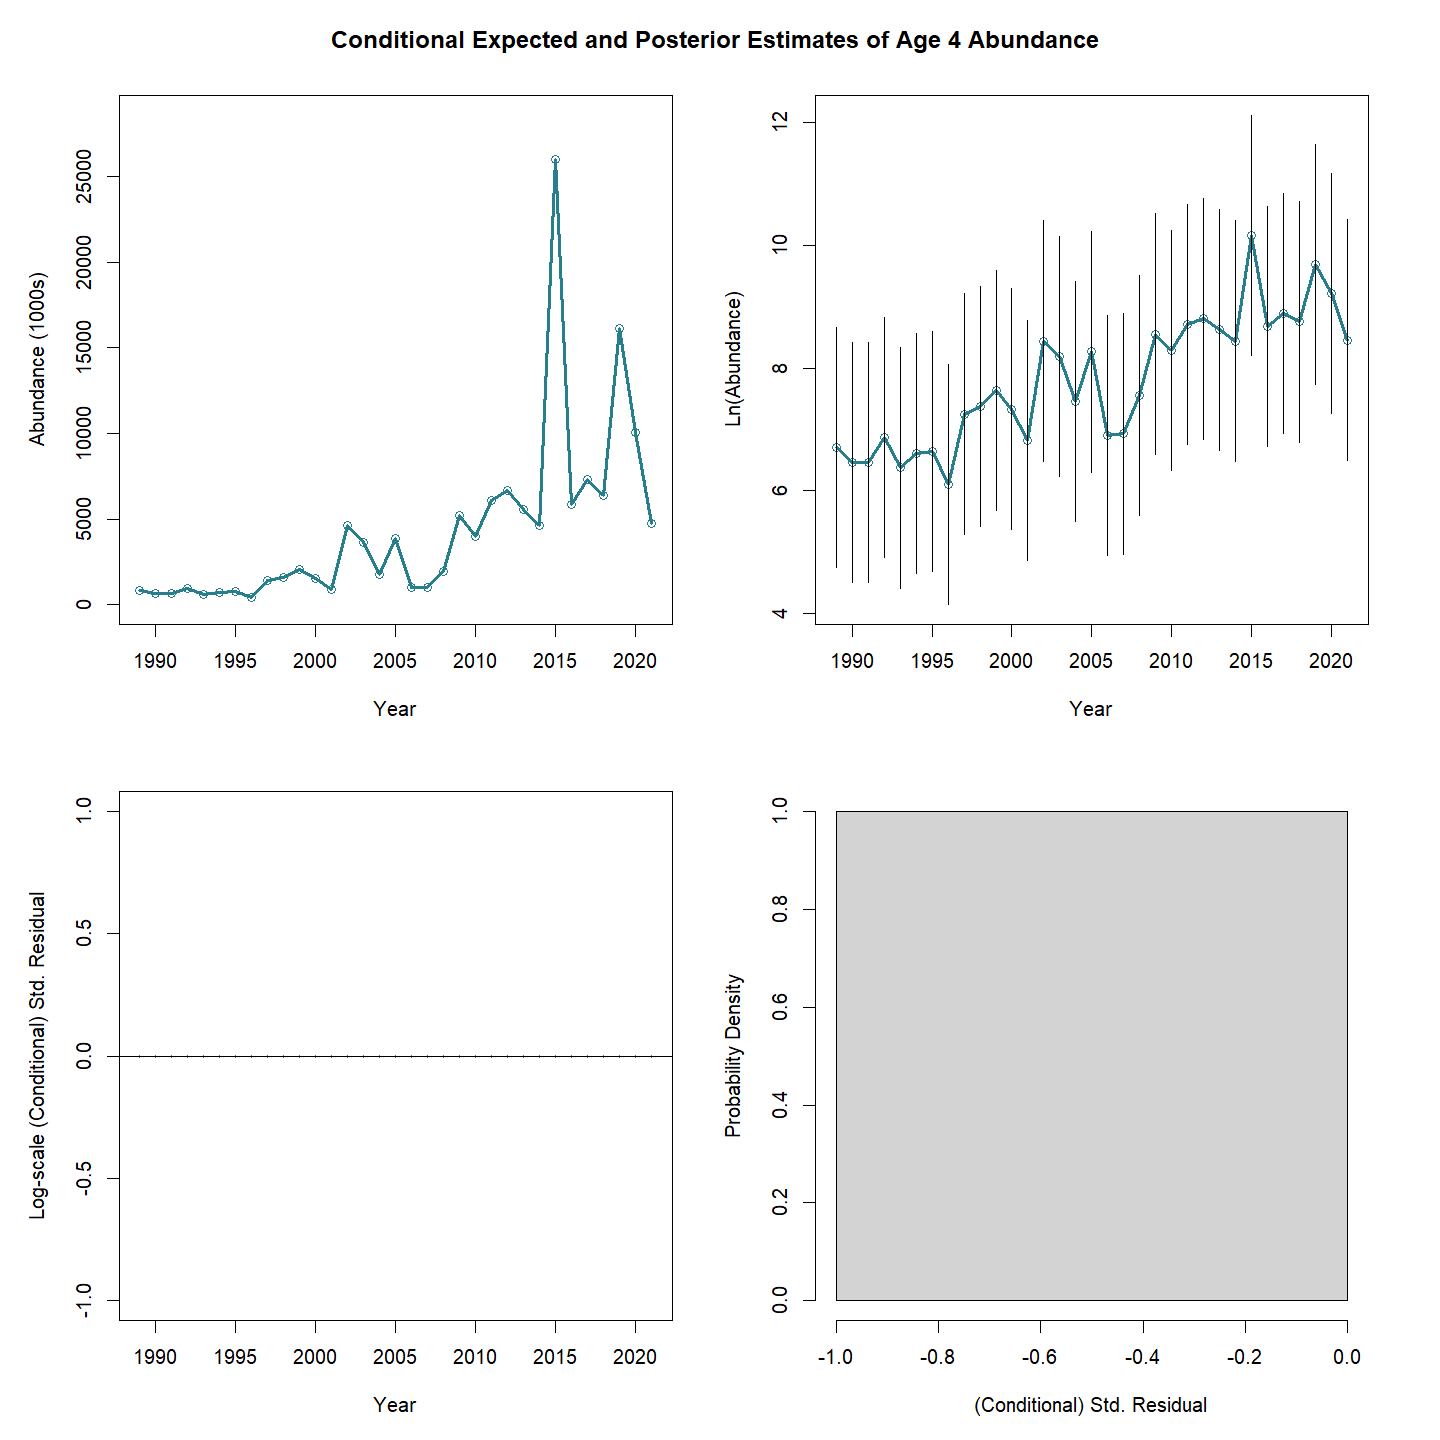 Conditional Expected and Posterior Estimates of Age 4 Abundance
Abundance (1000s)
25000
20000
15000
10000
5000
0
1990 1995 2000 2005 2010 2015 2020
Year
Ln(Abundance)
12
10
8
6
4
1990 1995 2000 2005 2010 2015 2020
Year
Log-scale (Conditional) Std. Residual
1.0
0.5
0.0
-0.5
-1.0
1990 1995 2000 2005 2010 2015 2020
Year
Probability Density
1.0
0.8
0.6
0.4
0.2
0.0
-1.0 -0.8 -0.6 -0.4 -0.2 0.0
(Conditional) Std. Residual